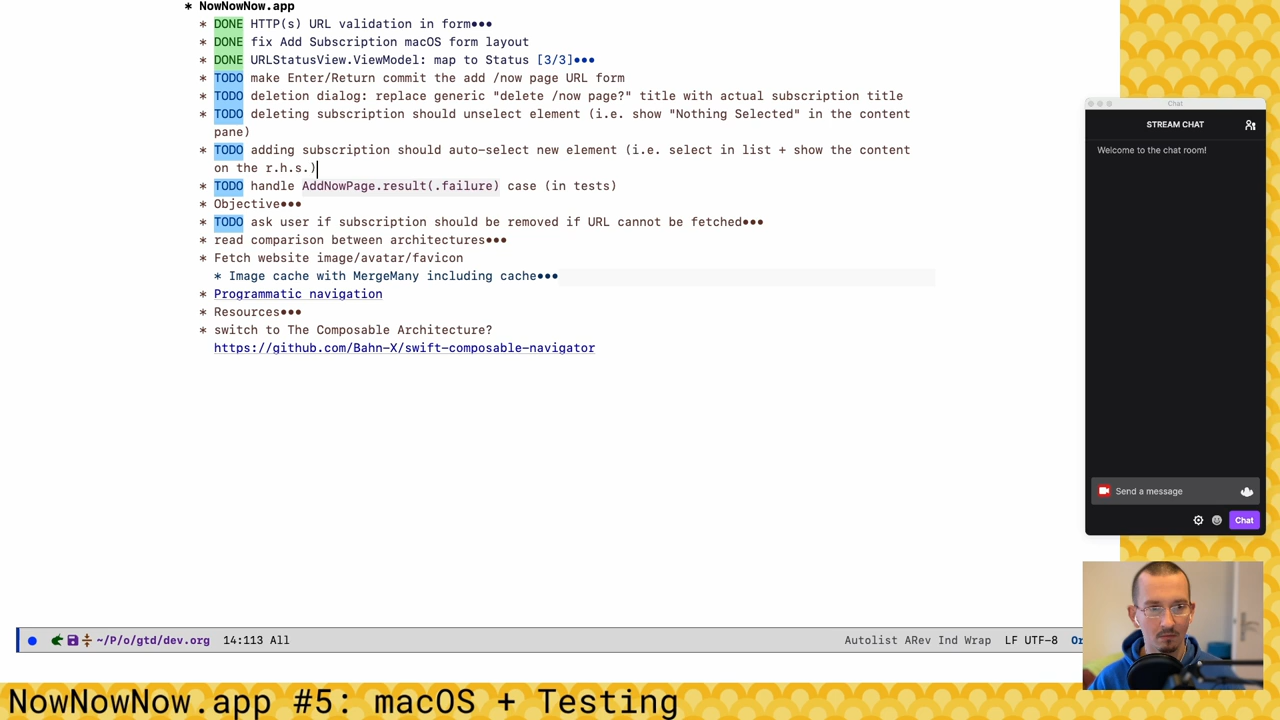 * NowNowNow.app
* DONE HTTP(s) URL validation in form●●●
* DONE fix Add Subscription macOS form layout
* DONE URLStatusView.ViewModel: map to Status [3/3]●●●
* TODO make Enter/Return commit the add /now page URL form
* TODO deletion dialog: replace generic "delete /now page?" title with actual subscription title
* TODO deleting subscription should unselect element (i.e. show "Nothing Selected" in the content
pane)
* TODO adding subscription should auto-select new element (i.e. select in list + show the content
on the r.h.s.)
* TODO handle AddNowPage.result(.failure) case (in tests)
* Objective●●●
* TODO ask user if subscription should be removed if URL cannot be fetched●●●
* read comparison between architectures●●●
* Fetch website image/avatar/favicon
* Image cache with MergeMany including cache●●●
* Programmatic navigation
* Resources●●●
* switch to The Composable Architecture?
https://github.com/Bahn-X/swift-composable-navigator
~/P/o/gtd/dev.org 14:113 All Autolist ARev Ind Wrap LF UTF-8 Or
Chat
STREAM CHAT
Welcome to the chat room!
Send a message
Chat
NowNowNow.app #5: macOS + Testing